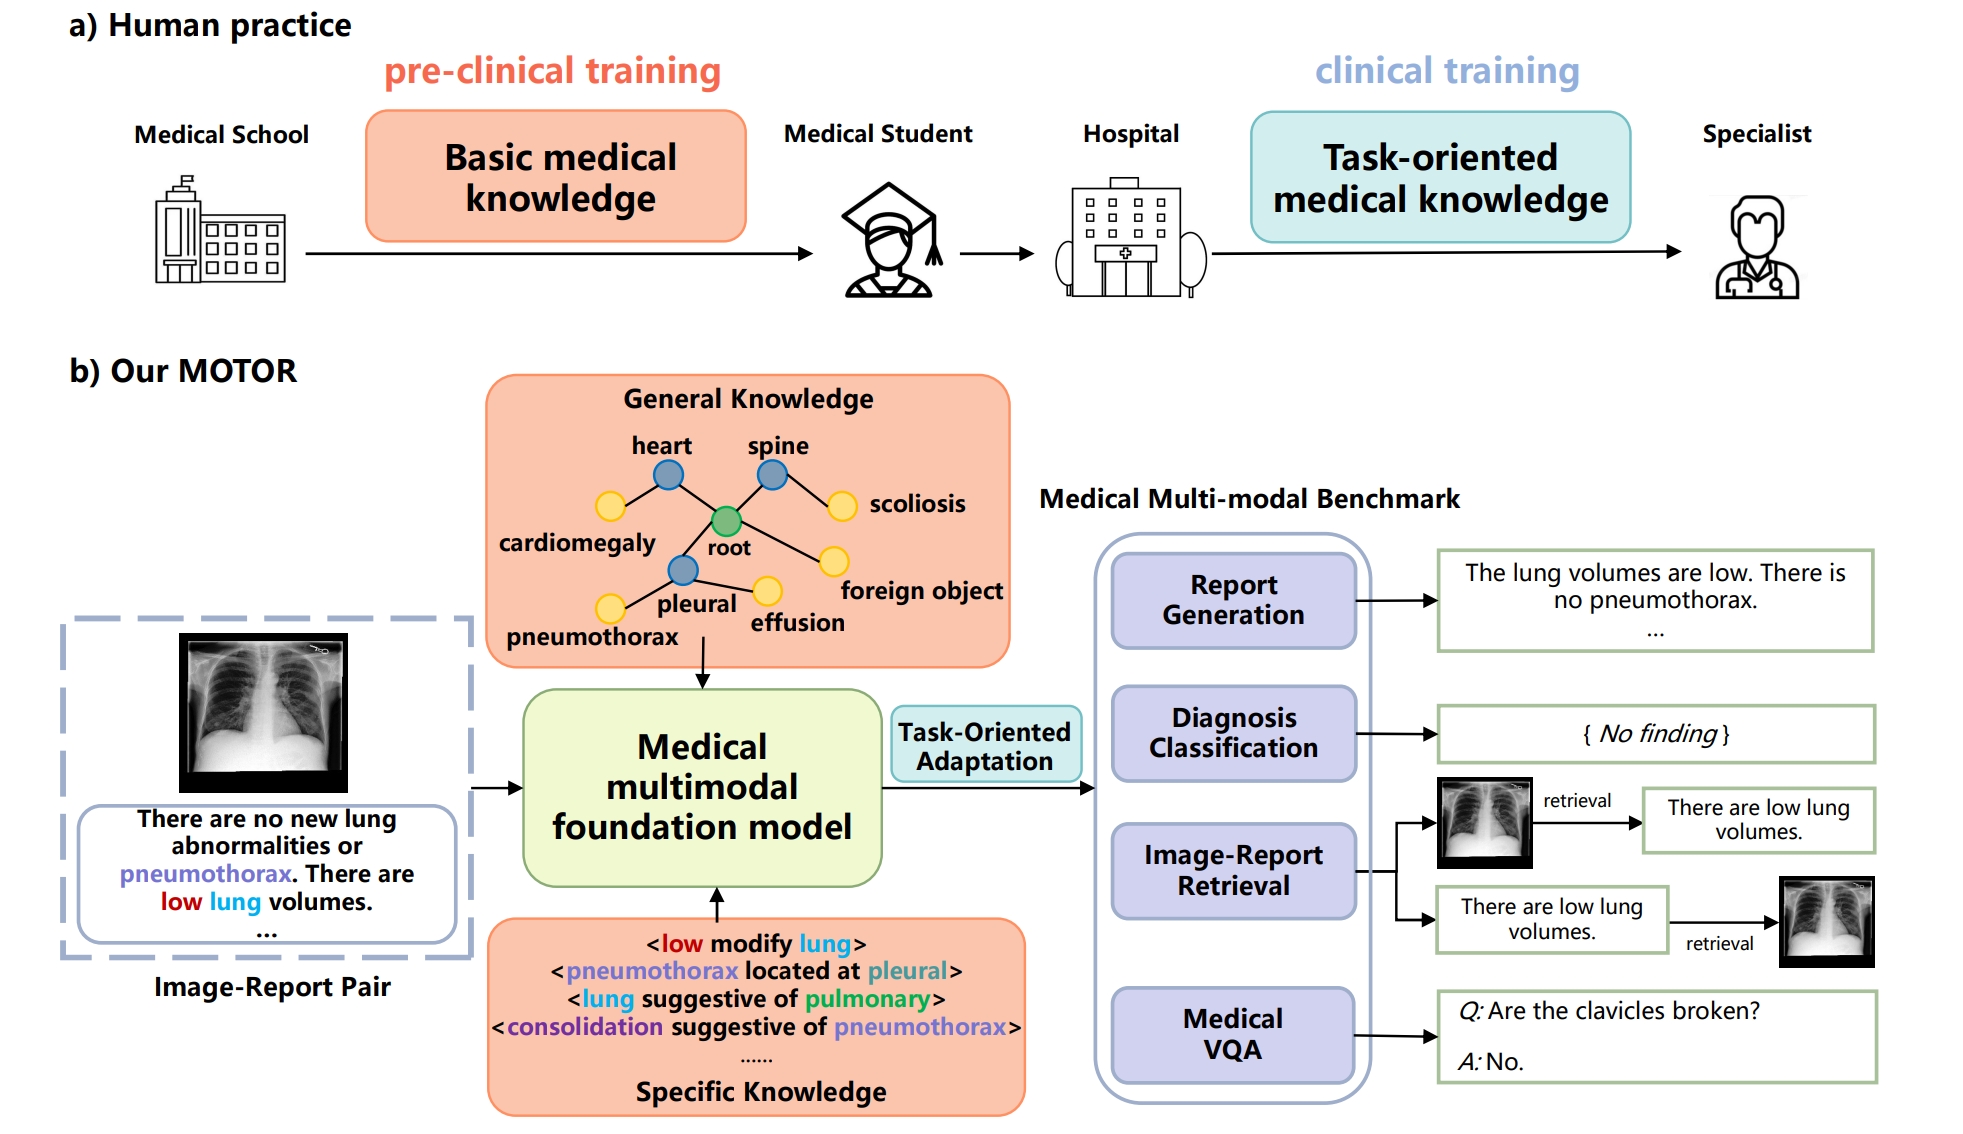 a) Human practice
pre-clinical training
clinical training
Medical School
Basic medical
knowledge
Medical Student
Hospital
Task-oriented
medical knowledge
Specialist
b) Our MOTOR
General Knowledge
heart
spine
scoliosis
cardiomegaly
root
foreign object
pleural
effusion
pneumothorax
There are no new lung
abnormalities or
pneumothorax. There are
low lung volumes.
...
Image-Report Pair
Medical
multimodal
foundation model
Task-Oriented
Adaptation
<low modify lung>
<pneumothorax located at pleural>
<lung suggestive of pulmonary>
<consolidation suggestive of pneumothorax>
......
Specific Knowledge
Medical Multi-modal Benchmark
Report
Generation
The lung volumes are low. There is
no pneumothorax.
...
Diagnosis
Classification
{ No finding }
Image-Report
Retrieval
retrieval
There are low lung
volumes.
There are low lung
volumes.
retrieval
Medical
VQA
Q: Are the clavicles broken?
A: No.